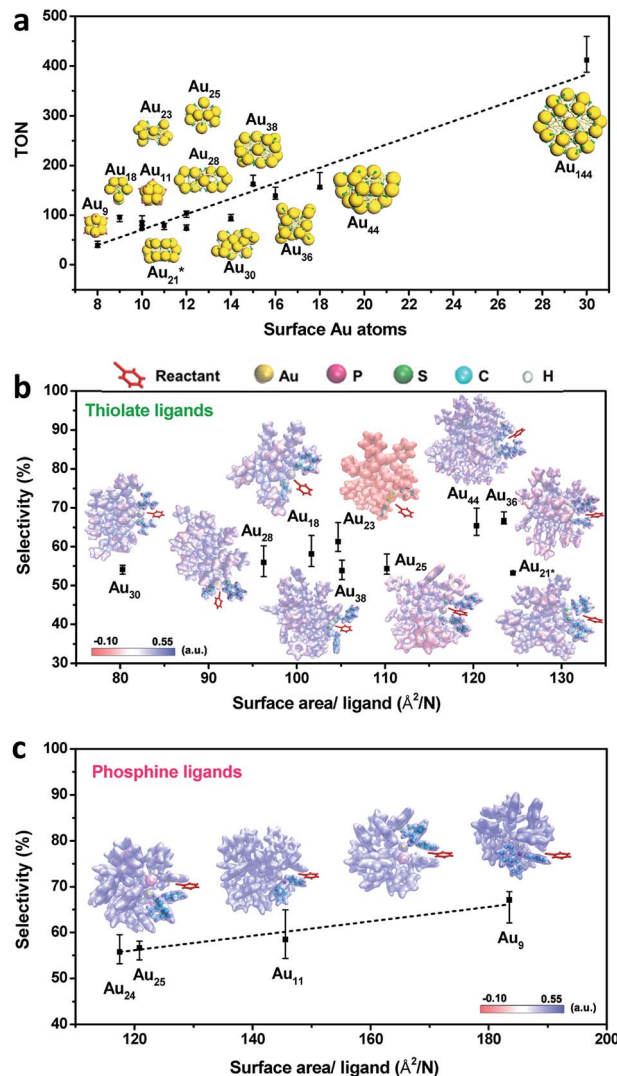 a
500
400
300
200
100
0
TON
Au25
Au23
Au38
Au18 Au11 Au28
Au9
Au144
Au44
Au21* Au30 Au36
8 10 12 14 16 18 20 22 24 26 28 30
Surface Au atoms
Reactant Au P S C H
b
Thiolate ligands
100
90
80
70
60
50
40
30
Selectivity (%)
Au44 Au36
Au28 Au18 Au23
Au25 Au21*
Au30 Au38
-0.10 0.55
(a.u.)
80 90 100 110 120 130
Surface area/ ligand (Å²/N)
c
Phosphine ligands
100
90
80
70
60
50
40
Selectivity (%)
Au24 Au25 Au11 Au9
-0.10 0.55
(a.u.)
120 140 160 180 200
Surface area/ ligand (Å²/N)